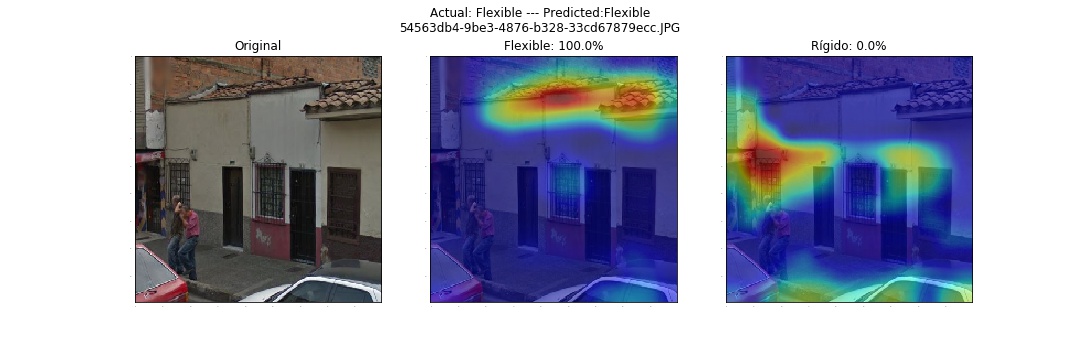 Actual: Flexible --- Predicted:Flexible
54563db4-9be3-4876-b328-33cd67879ecc.JPG
Original
Flexible: 100.0%
Rígido: 0.0%